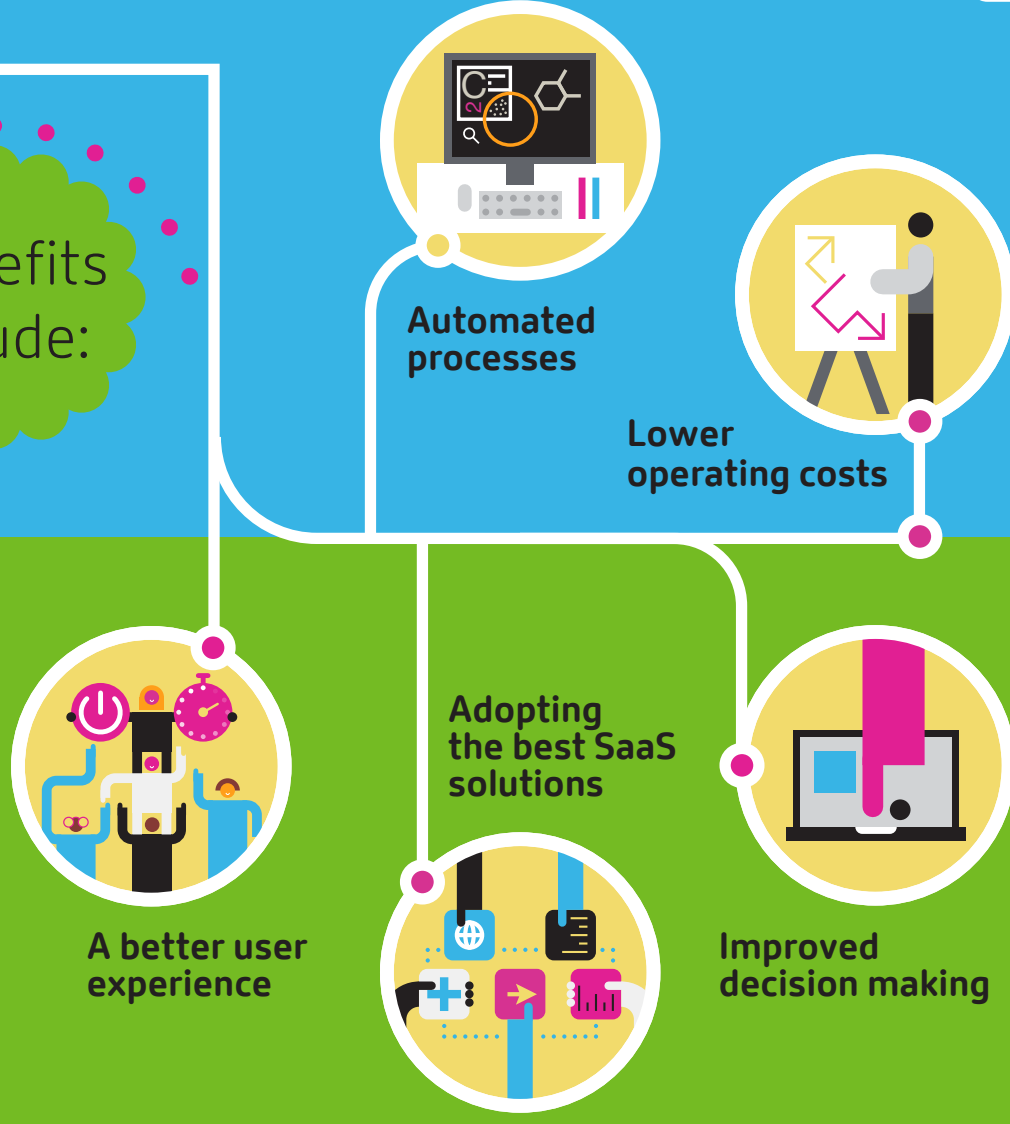 efits
ude:
Automated
processes
Lower
operating costs
Adopting
the best SaaS
solutions
A better user
experience
Improved
decision making